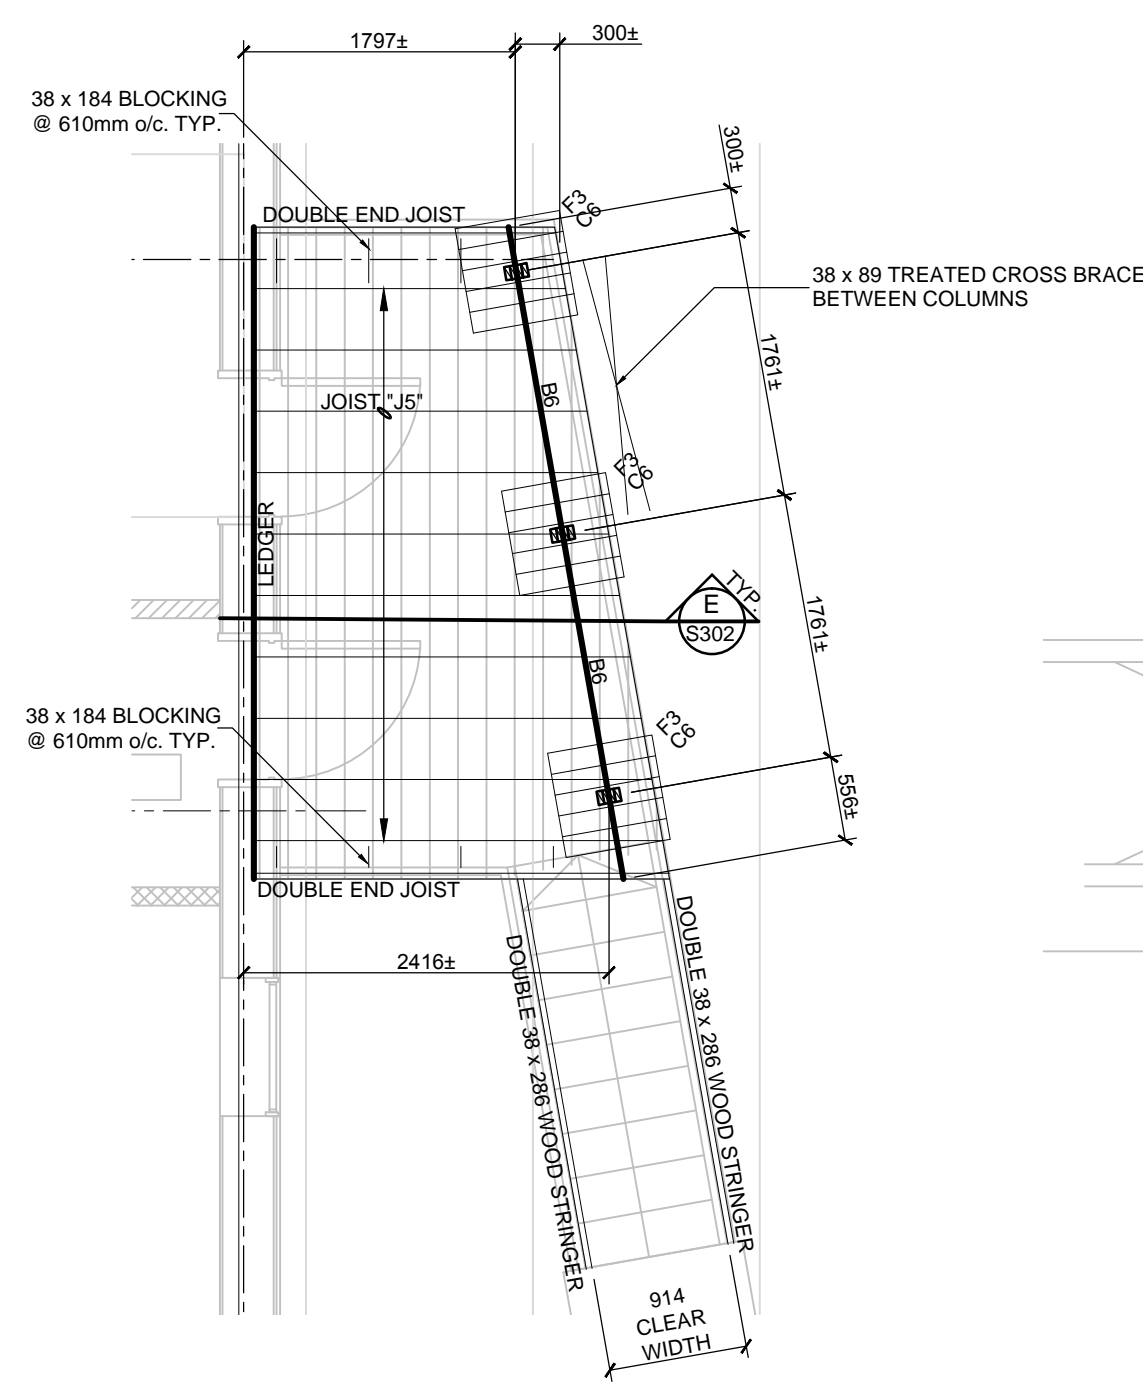 1797±
300±
38 x 184 BLOCKING
@ 610mm o/c. TYP.
300±
DOUBLE END JOIST
F3
C6
38 x 89 TREATED CROSS BRACE
BETWEEN COLUMNS
1761±
JOIST "J5"
B6
F3
C6
LEDGER
TYP.
E
S302
1761±
B6
38 x 184 BLOCKING
@ 610mm o/c. TYP.
F3
C6
556±
DOUBLE END JOIST
2416±
DOUBLE 38 x 286 WOOD STRINGER
DOUBLE 38 x 286 WOOD STRINGER
914
CLEAR
WIDTH